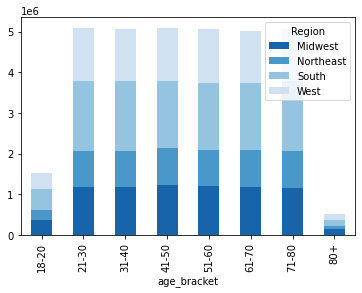 1e6
5
4
3
2
1
0
Region
Midwest
Northeast
South
West
18-20
21-30
31-40
41-50
51-60
61-70
71-80
80+
age_bracket